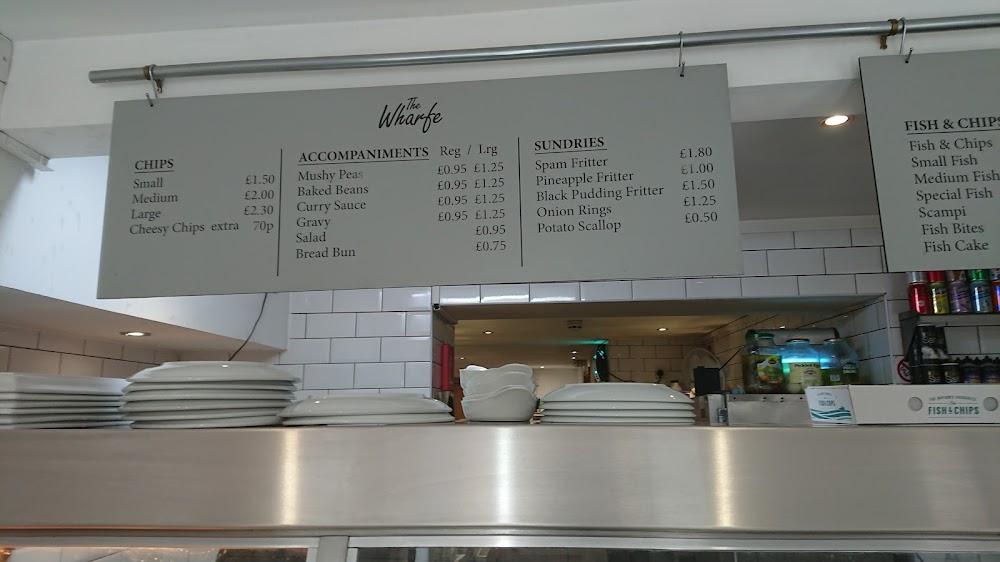 The
Wharfe
CHIPS
Small £1.50
Medium £2.00
Large £2.30
Cheesy Chips extra 70p
ACCOMPANIMENTS Reg / Lrg
Mushy Peas £0.95 £1.25
Baked Beans £0.95 £1.25
Curry Sauce £0.95 £1.25
Gravy £0.95 £1.25
Salad £0.95
Bread Bun £0.75
SUNDRIES
Spam Fritter £1.80
Pineapple Fritter £1.00
Black Pudding Fritter £1.50
Onion Rings £1.25
Potato Scallop £0.50
FISH & CHIPS
Fish & Chips
Small Fish
Medium Fish
Special Fish
Scampi
Fish Bites
Fish Cake
FISH & CHIPS